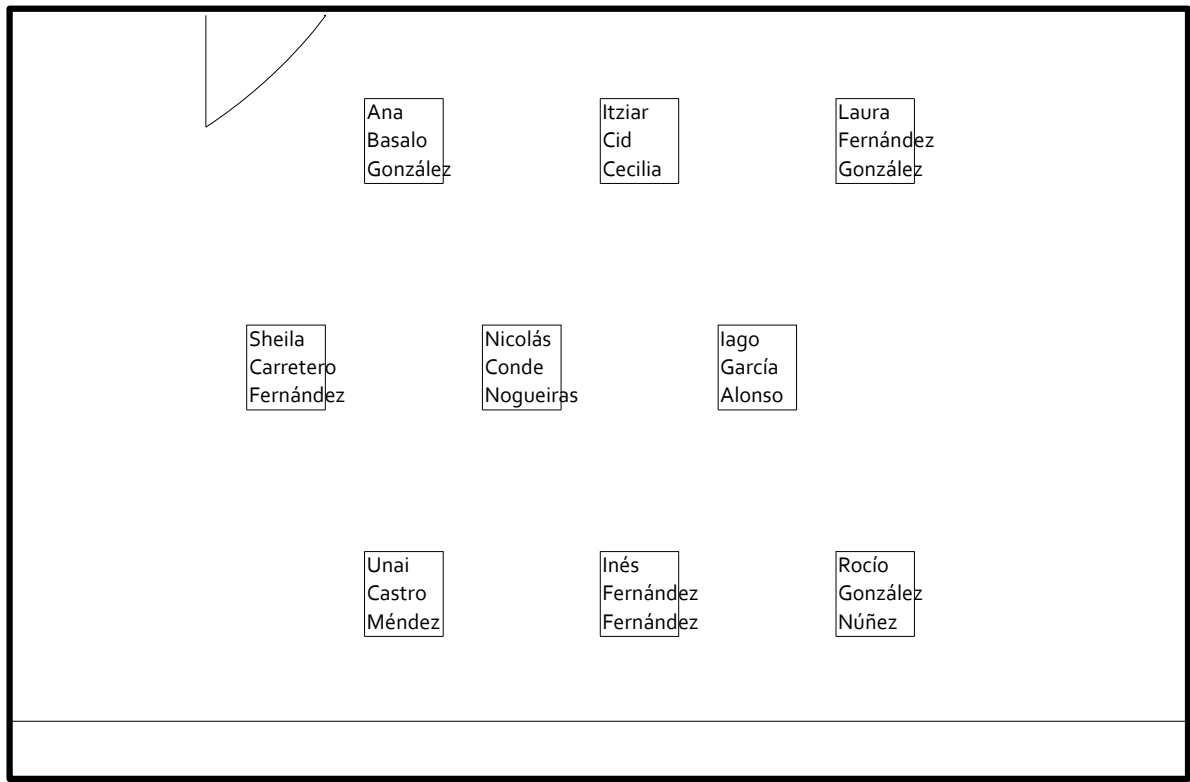 Ana
Basalo
González
Itziar
Cid
Cecilia
Laura
Fernández
González
Sheila
Carretero
Fernández
Nicolás
Conde
Nogueiras
Iago
García
Alonso
Unai
Castro
Méndez
Inés
Fernández
Fernández
Rocío
González
Núñez